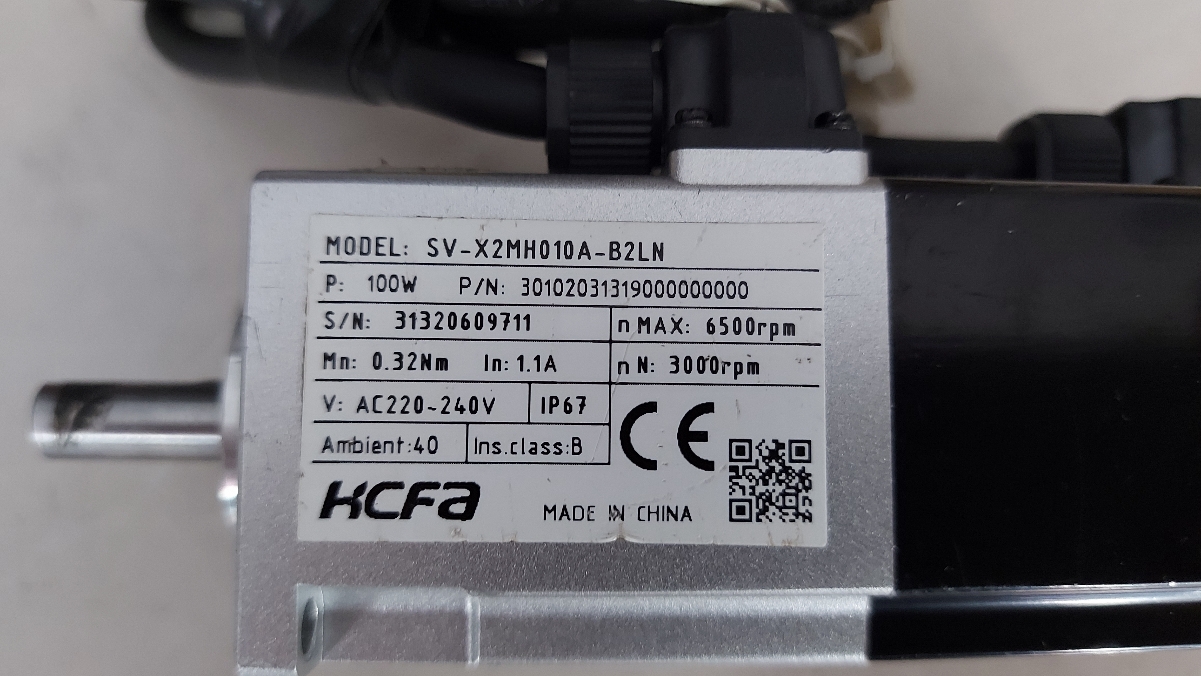 MODEL: SV-X2MH010A-B2LN
P: 100W P/N: 30102031319000000000
S/N: 31320609711 n MAX: 6500rpm
Mn: 0.32Nm In: 1.1A n N: 3000rpm
V: AC220~240V IP67
Ambient:40 Ins.class:B CE
HCFA MADE IN CHINA